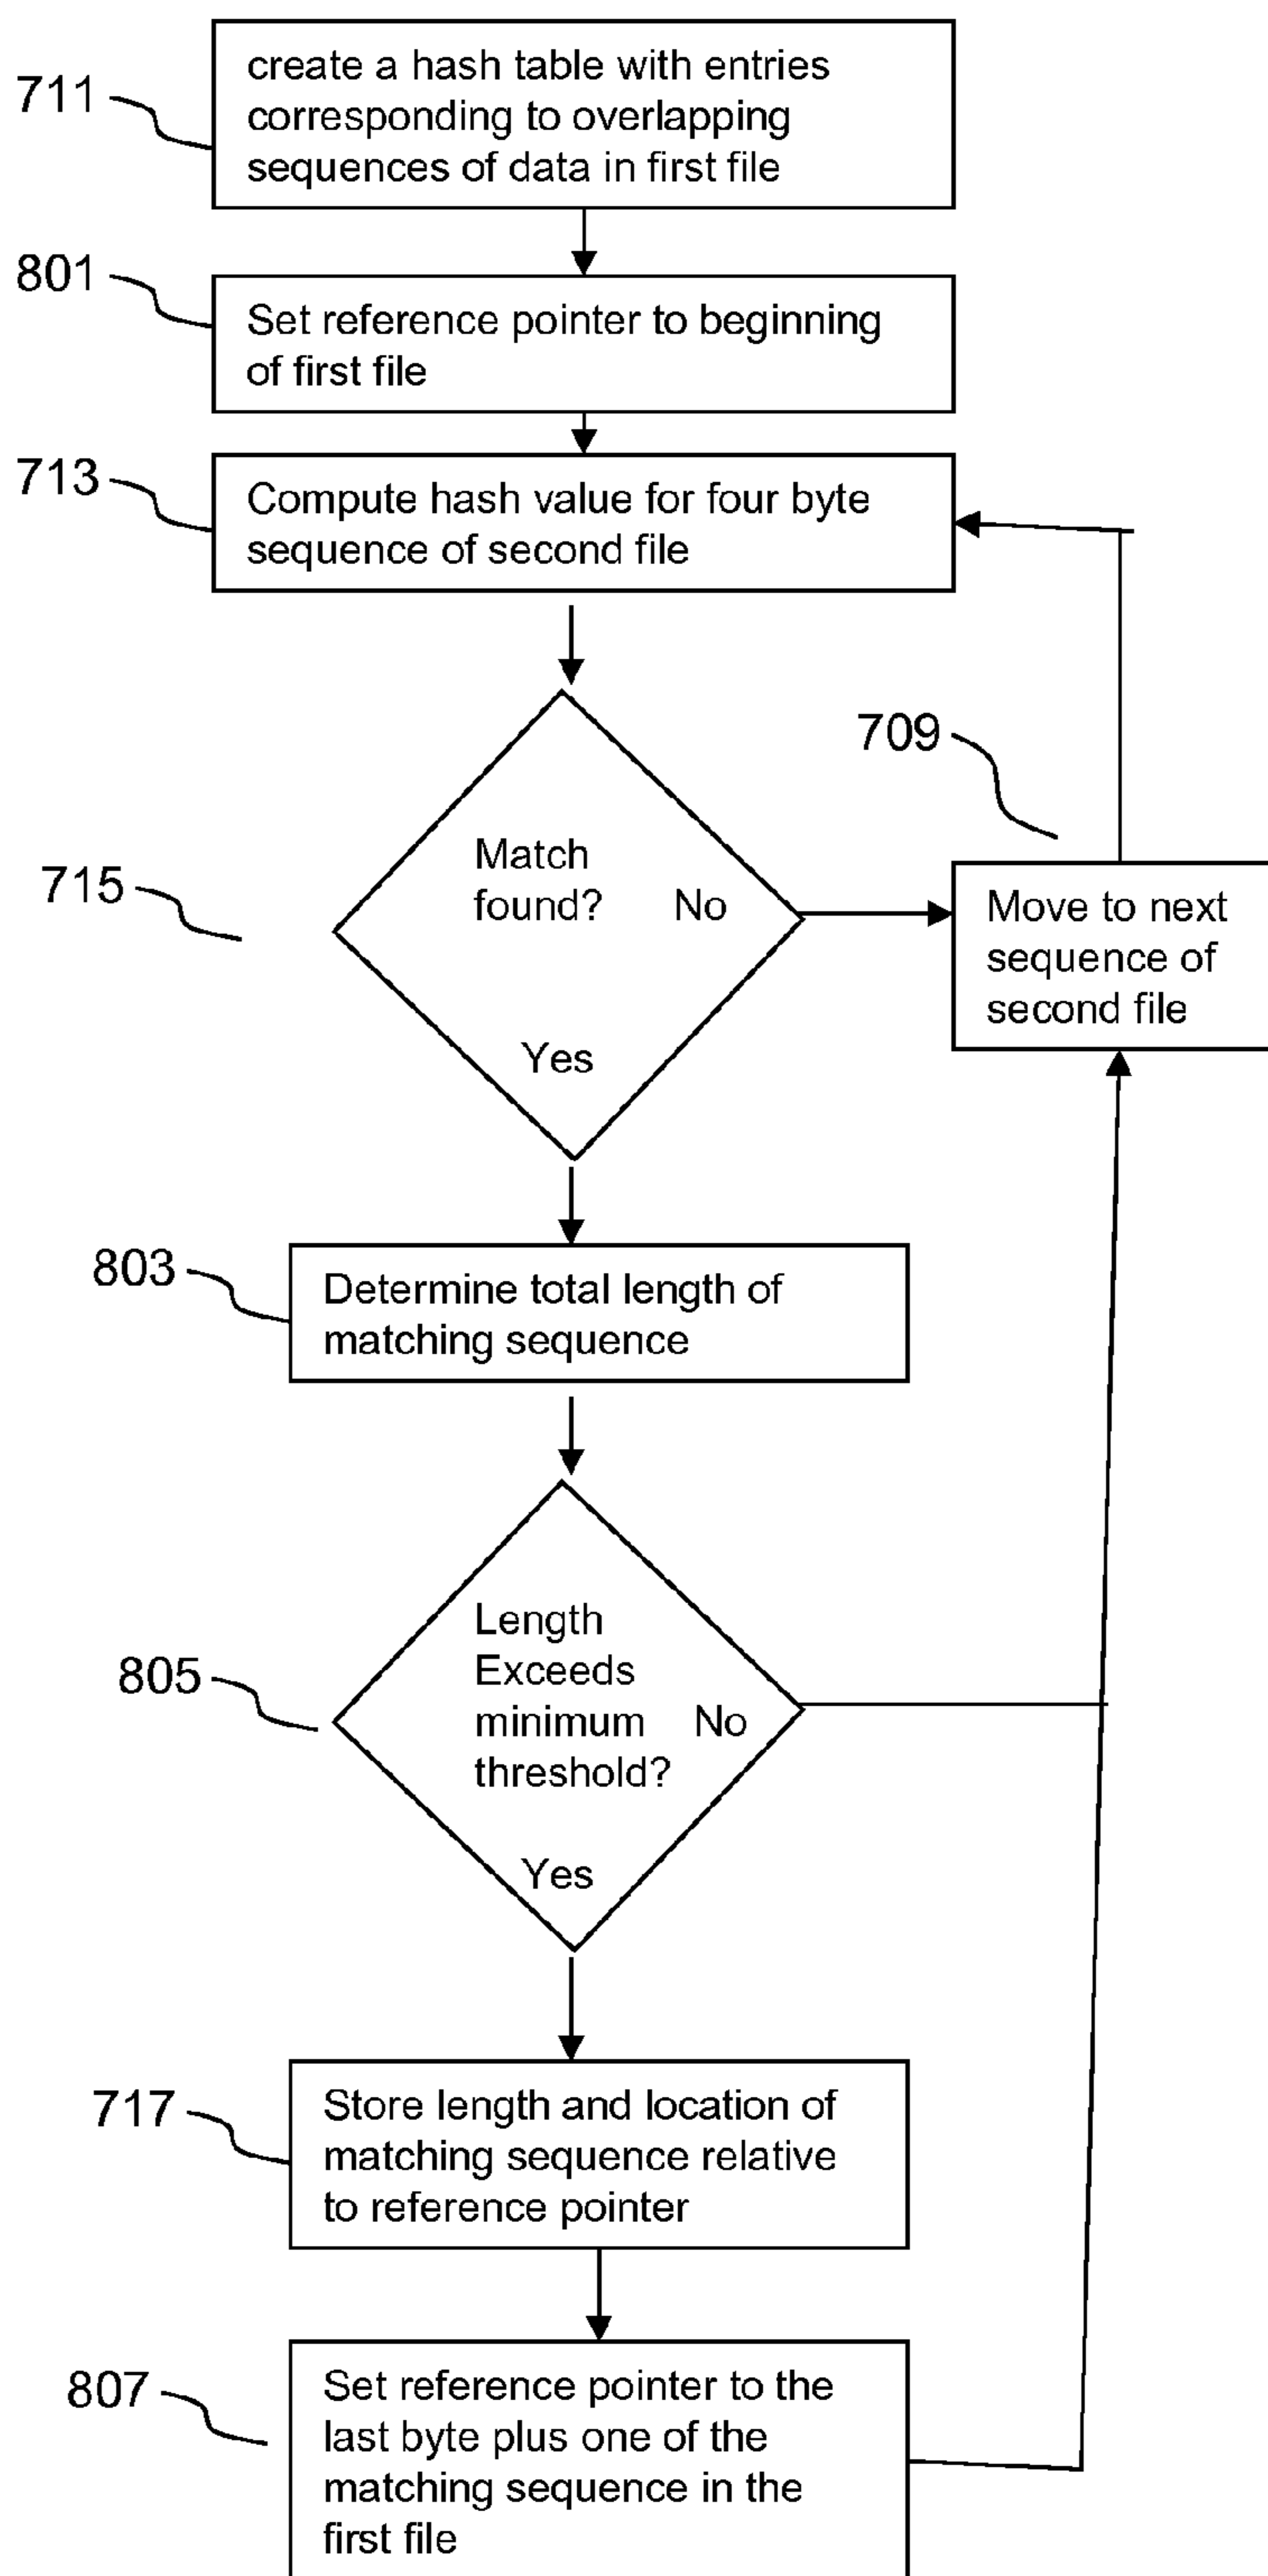 711
create a hash table with entries
corresponding to overlapping
sequences of data in first file
801
Set reference pointer to beginning
of first file
713
Compute hash value for four byte
sequence of second file
709
715
Match
found? No
Yes
Move to next
sequence of
second file
803
Determine total length of
matching sequence
805
Length
Exceeds
minimum No
threshold?
Yes
717
Store length and location of
matching sequence relative
to reference pointer
807
Set reference pointer to the
last byte plus one of the
matching sequence in the
first file